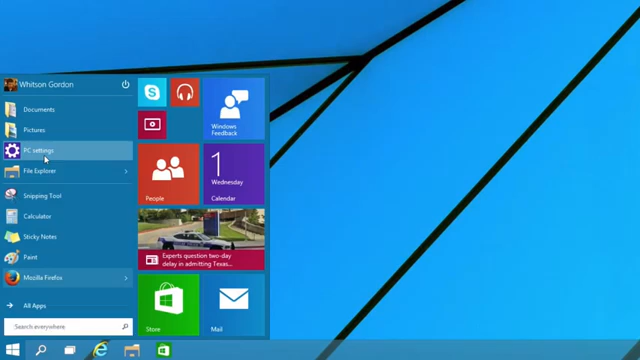 Whitson Gordon
Documents
Pictures
PC settings
File Explorer
Snipping Tool
Calculator
Sticky Notes
Paint
Mozilla Firefox
All Apps
Search everywhere
Windows
Feedback
People
1
Wednesday
Calendar
Experts question two-day
delay in admitting Texas...
Store
Mail